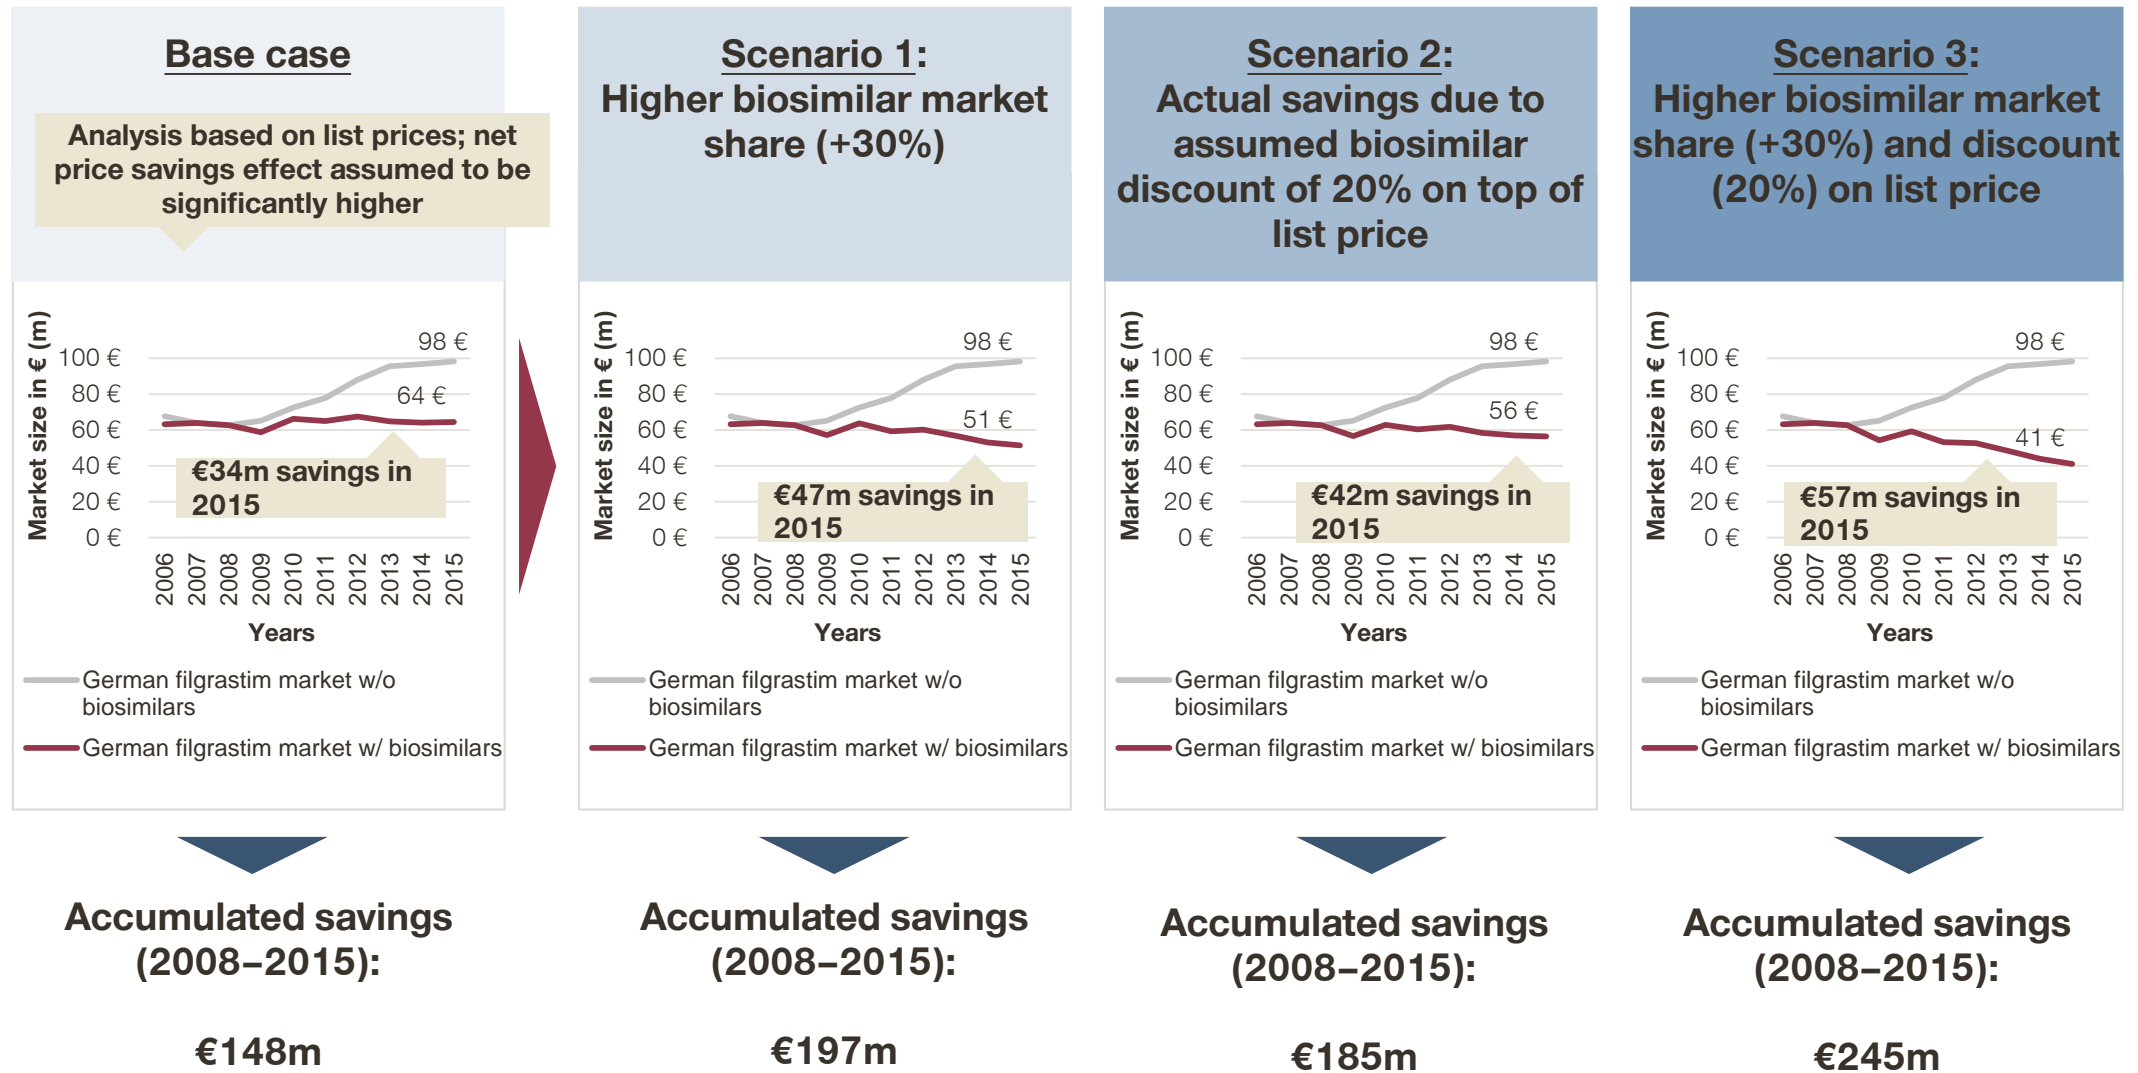 Base case
Analysis based on list prices; net
price savings effect assumed to be
significantly higher
Market size in € (m)
100 €
80 €
60 €
40 €
20 €
0 €
98 €
64 €
€34m savings in
2015
2006
2007
2008
2009
2010
2011
2012
2013
2014
2015
Years
German filgrastim market w/o
biosimilars
German filgrastim market w/ biosimilars
Accumulated savings
(2008–2015):
€148m
Scenario 1:
Higher biosimilar market
share (+30%)
Market size in € (m)
100 €
80 €
60 €
40 €
20 €
0 €
98 €
51 €
€47m savings in
2015
2006
2007
2008
2009
2010
2011
2012
2013
2014
2015
Years
German filgrastim market w/o
biosimilars
German filgrastim market w/ biosimilars
Accumulated savings
(2008–2015):
€197m
Scenario 2:
Actual savings due to
assumed biosimilar
discount of 20% on top of
list price
Market size in € (m)
100 €
80 €
60 €
40 €
20 €
0 €
98 €
56 €
€42m savings in
2015
2006
2007
2008
2009
2010
2011
2012
2013
2014
2015
Years
German filgrastim market w/o
biosimilars
German filgrastim market w/ biosimilars
Accumulated savings
(2008–2015):
€185m
Scenario 3:
Higher biosimilar market
share (+30%) and discount
(20%) on list price
Market size in € (m)
100 €
80 €
60 €
40 €
20 €
0 €
98 €
41 €
€57m savings in
2015
2006
2007
2008
2009
2010
2011
2012
2013
2014
2015
Years
German filgrastim market w/o
biosimilars
German filgrastim market w/ biosimilars
Accumulated savings
(2008–2015):
€245m